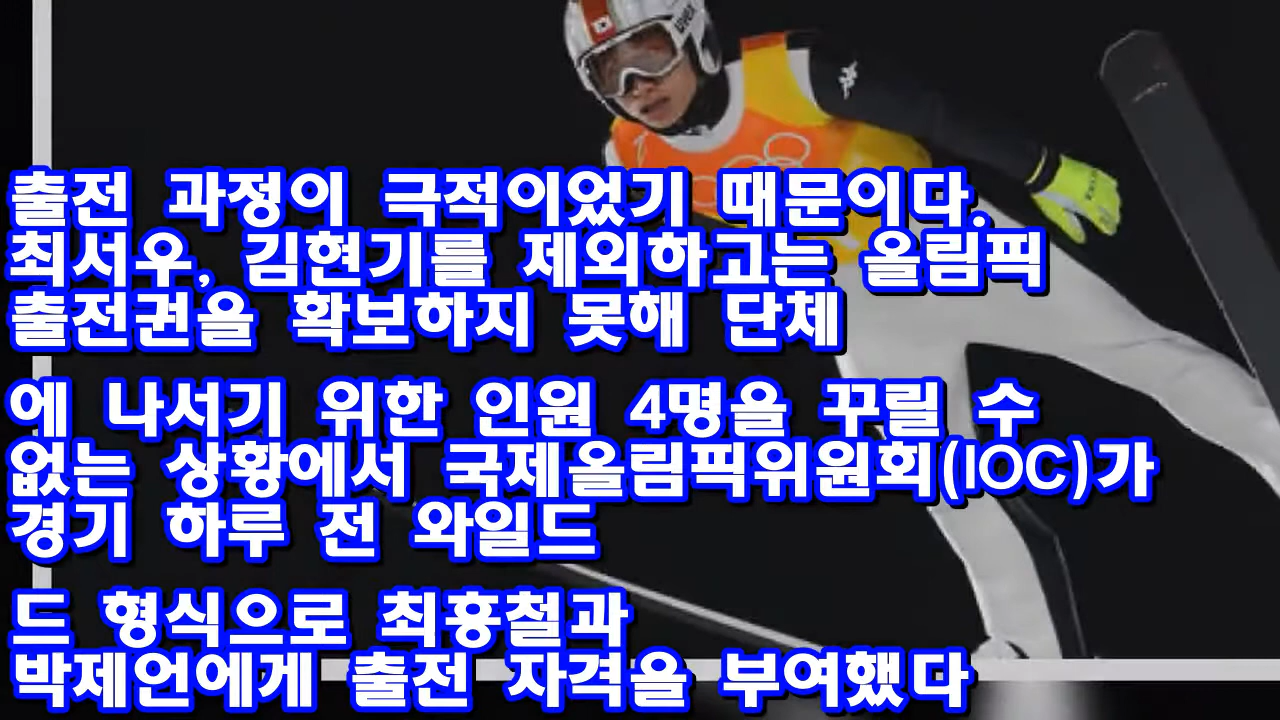 uvex
출전 과정이 극적이었기 때문이다.
최서우, 김현기를 제외하고는 올림픽
출전권을 확보하지 못해 단체
에 나서기 위한 인원 4명을 꾸릴 수
없는 상황에서 국제올림픽위원회(IOC)가
경기 하루 전 와일드
드 형식으로 최흥철과
박제언에게 출전 자격을 부여했다